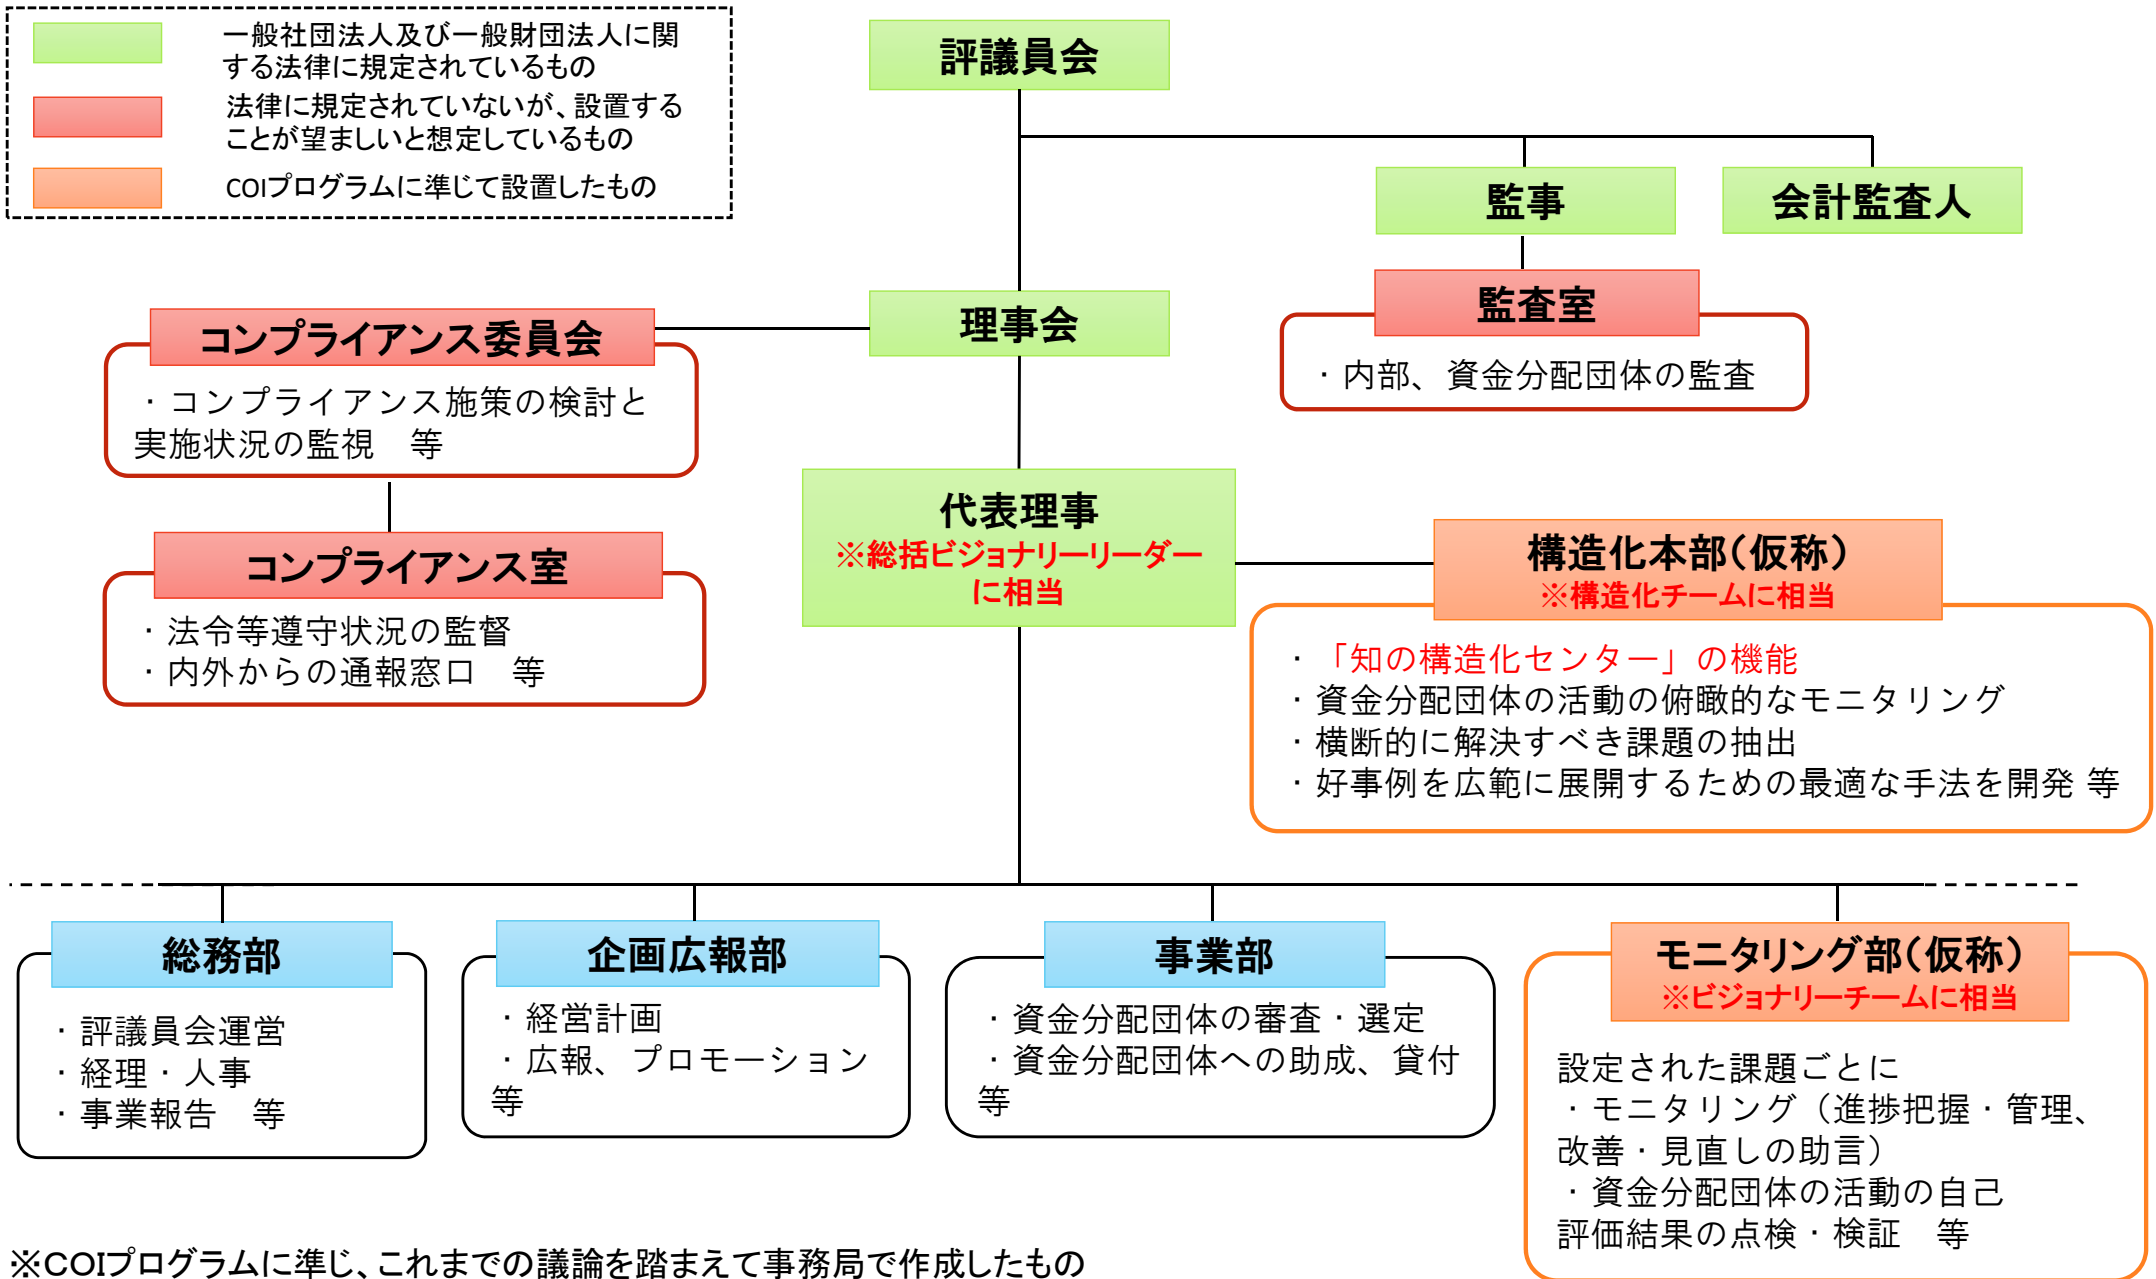 一般社団法人及び一般財団法人に関
する法律に規定されているもの
法律に規定されていないが、設置する
ことが望ましいと想定しているもの
COIプログラムに準じて設置したもの
評議員会
監事
会計監査人
監査室
・内部、資金分配団体の監査
理事会
コンプライアンス委員会
・コンプライアンス施策の検討と
実施状況の監視　等
コンプライアンス室
・法令等遵守状況の監督
・内外からの通報窓口　等
代表理事
※総括ビジョナリーリーダー
に相当
構造化本部(仮称)
※構造化チームに相当
・「知の構造化センター」の機能
・資金分配団体の活動の俯瞰的なモニタリング
・横断的に解決すべき課題の抽出
・好事例を広範に展開するための最適な手法を開発 等
総務部
・評議員会運営
・経理・人事
・事業報告　等
企画広報部
・経営計画
・広報、プロモーション
等
事業部
・資金分配団体の審査・選定
・資金分配団体への助成、貸付
等
モニタリング部(仮称)
※ビジョナリーチームに相当
設定された課題ごとに
・モニタリング（進捗把握・管理、
改善・見直しの助言）
・資金分配団体の活動の自己
評価結果の点検・検証　等
※COIプログラムに準じ、これまでの議論を踏まえて事務局で作成したもの